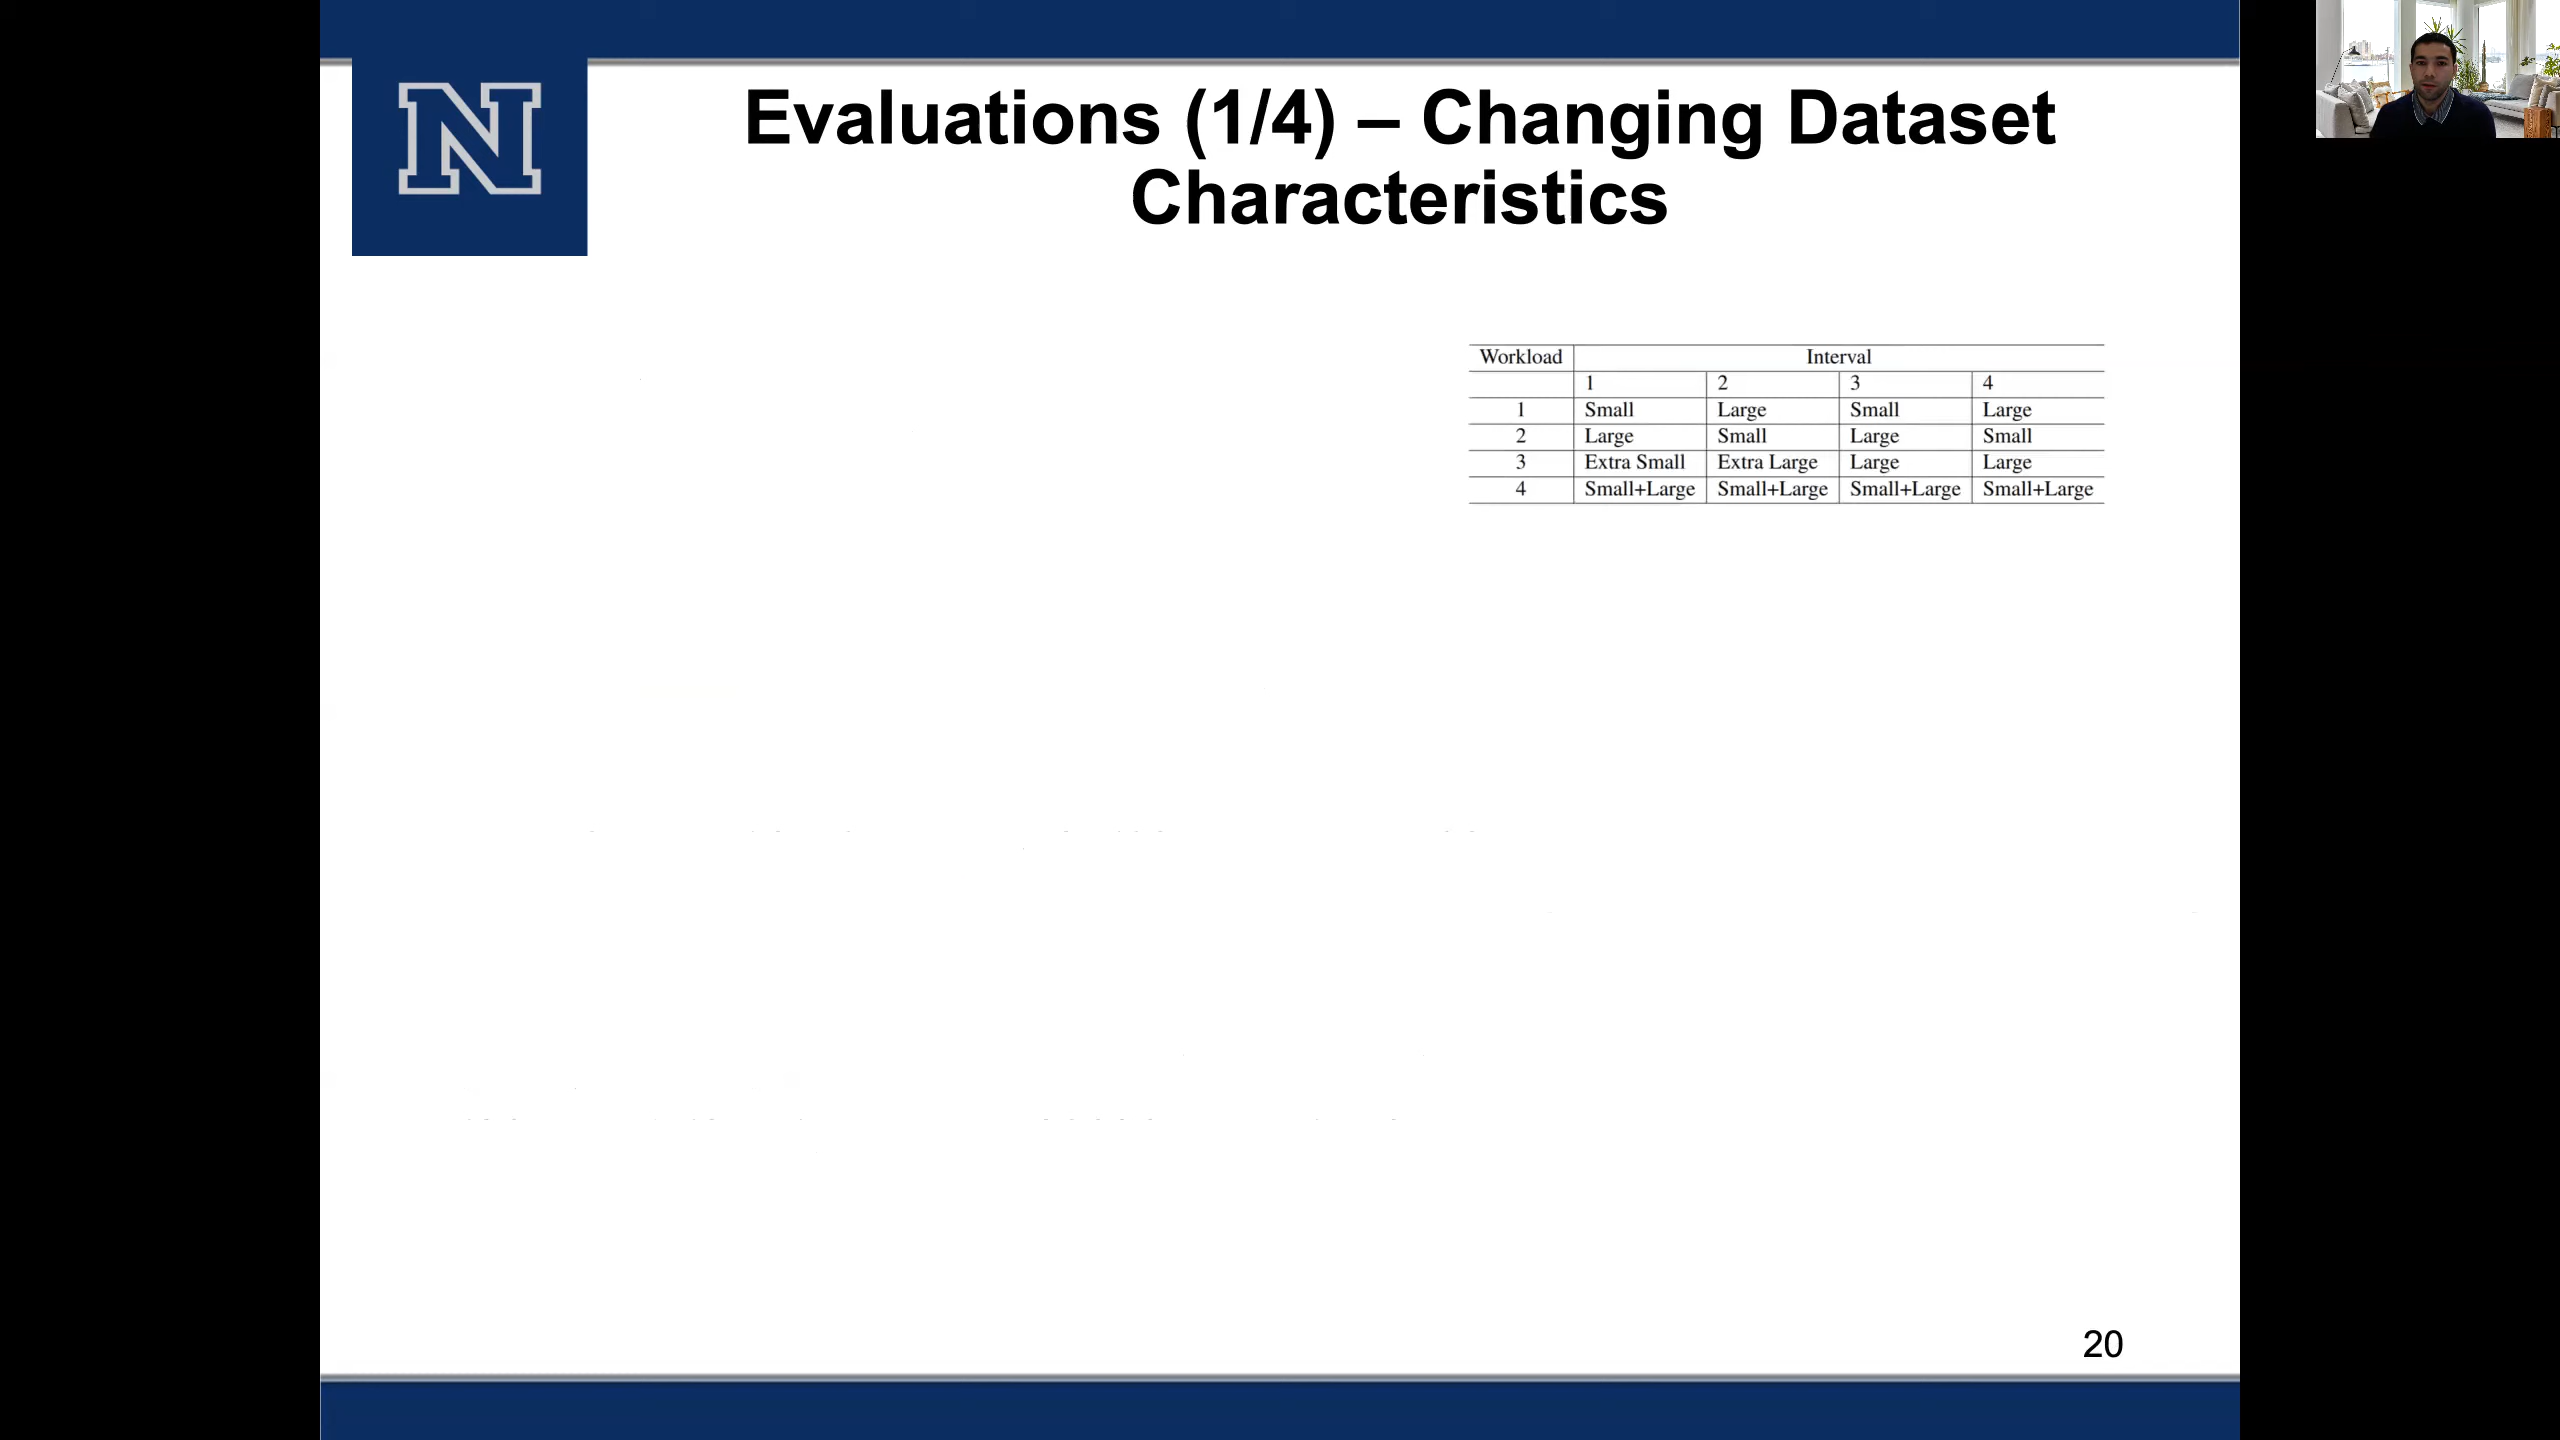 N
Evaluations (1/4) – Changing Dataset
Characteristics
Workload Interval
1 2 3 4
1 Small Large Small Large
2 Large Small Large Small
3 Extra Small Extra Large Large Large
4 Small+Large Small+Large Small+Large Small+Large
20